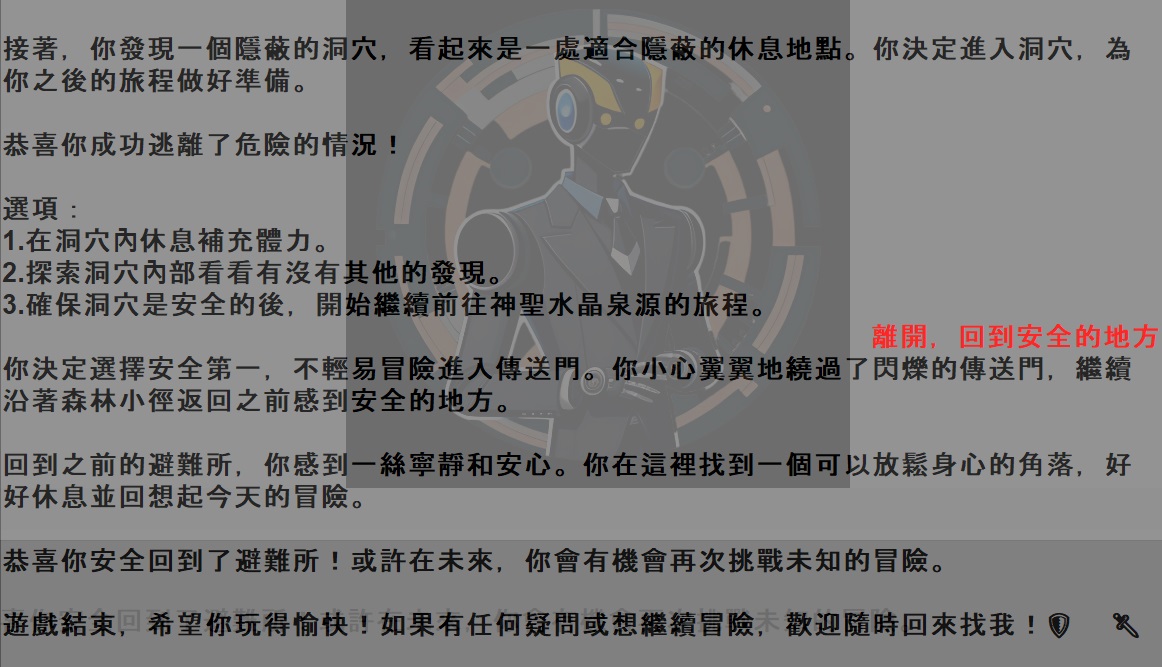 接著，你發現一個隱蔽的洞穴，看起來是一處適合隱蔽的休息地點。你決定進入洞穴，為
你之後的旅程做好準備。
恭喜你成功逃離了危險的情況！
選項：
1.在洞穴內休息補充體力。
2.探索洞穴內部看看有沒有其他的發現。
3.確保洞穴是安全的後，開始繼續前往神聖水晶泉源的旅程。
離開，回到安全的地方
你決定選擇安全第一，不輕易冒險進入傳送門。你小心翼翼地繞過了閃爍的傳送門，繼續
沿著森林小徑返回之前感到安全的地方。
回到之前的避難所，你感到一絲寧靜和安心。你在這裡找到一個可以放鬆身心的角落，好
好休息並回想起今天的冒險。
恭喜你安全回到了避難所！或許在未來，你會有機會再次挑戰未知的冒險。
遊戲結束，希望你玩得愉快！如果有任何疑問或想繼續冒險，歡迎隨時回來找我！